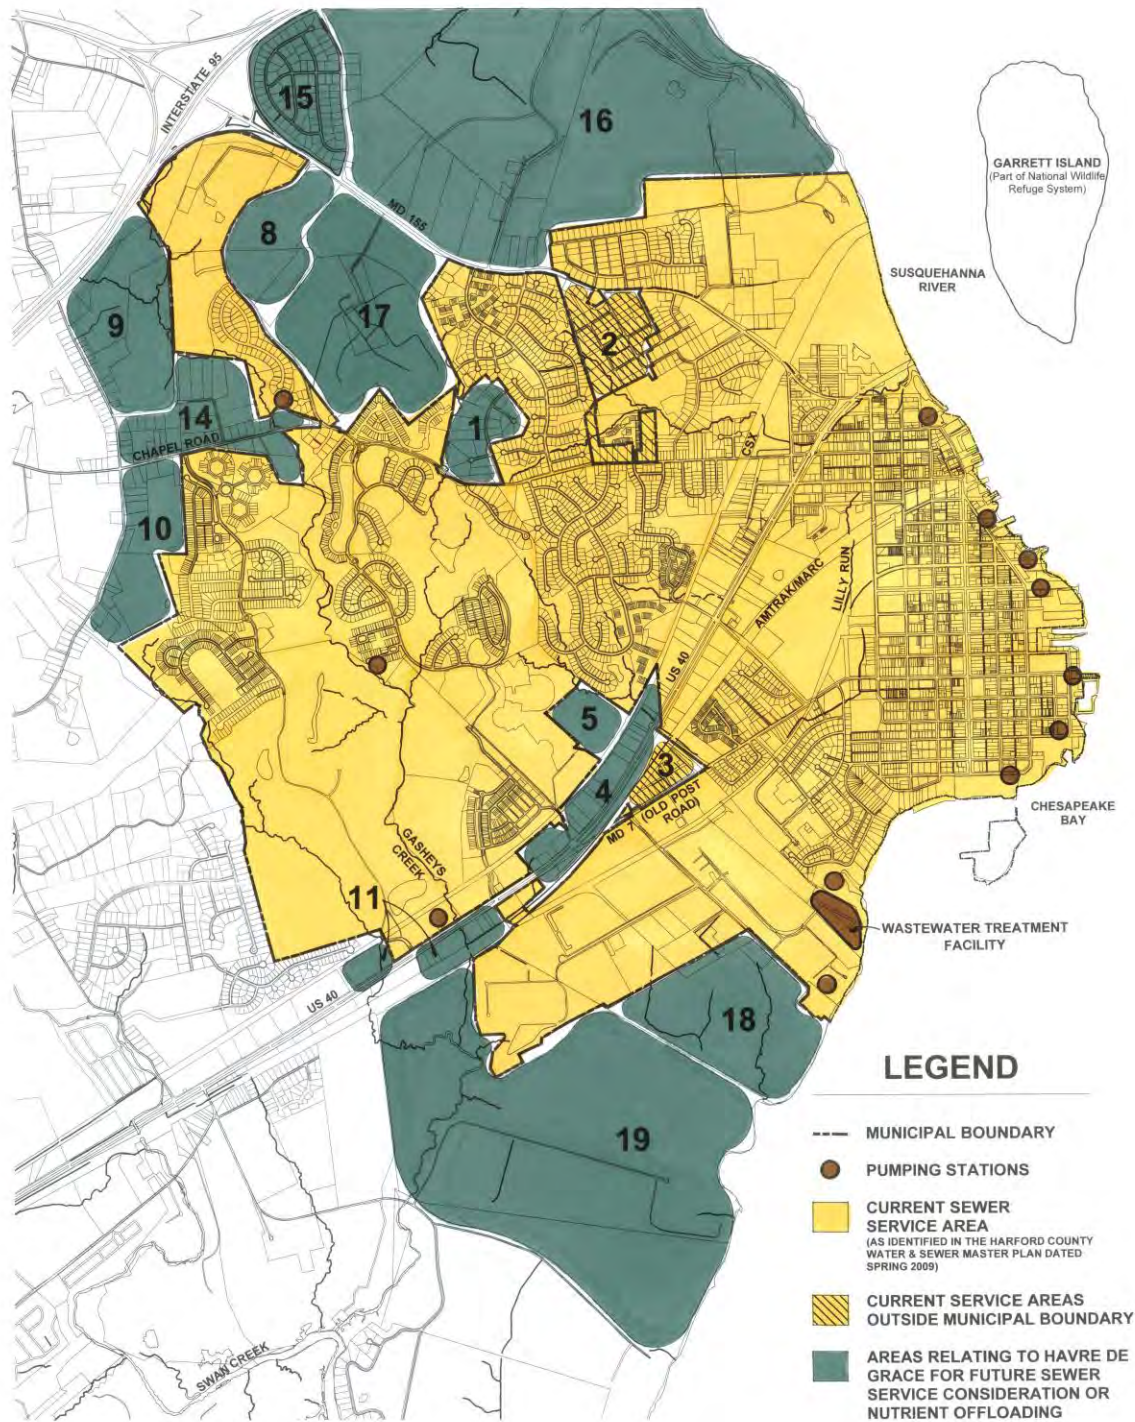 INTERSTATE 95
15
16
GARRETT ISLAND
(Part of National Wildlife
Refuge System)
MD 155
8
SUSQUEHANNA
RIVER
9
17
2
14
1
CHAPEL ROAD
CSX
10
LILLY RUN
AMTRAK/MARC
US 40
5
3
4
MD 7 (OLD POST
ROAD)
CHESAPEAKE
BAY
GASHEYS
CREEK
11
WASTEWATER TREATMENT
FACILITY
US 40
18
19
SWAN CREEK
LEGEND
MUNICIPAL BOUNDARY
PUMPING STATIONS
CURRENT SEWER
SERVICE AREA
(AS IDENTIFIED IN THE HARFORD COUNTY
WATER & SEWER MASTER PLAN DATED
SPRING 2009)
CURRENT SERVICE AREAS
OUTSIDE MUNICIPAL BOUNDARY
AREAS RELATING TO HAVRE DE
GRACE FOR FUTURE SEWER
SERVICE CONSIDERATION OR
NUTRIENT OFFLOADING